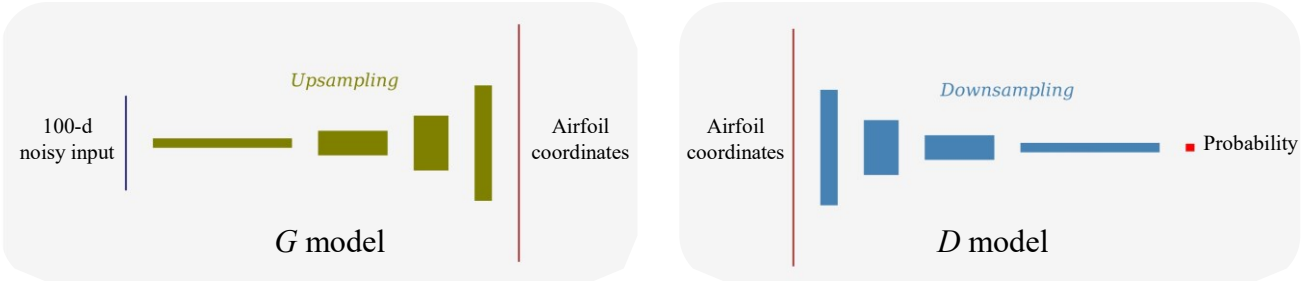 Upsampling
100-d
noisy input
Airfoil
coordinates
G model
Downsampling
Airfoil
coordinates
Probability
D model